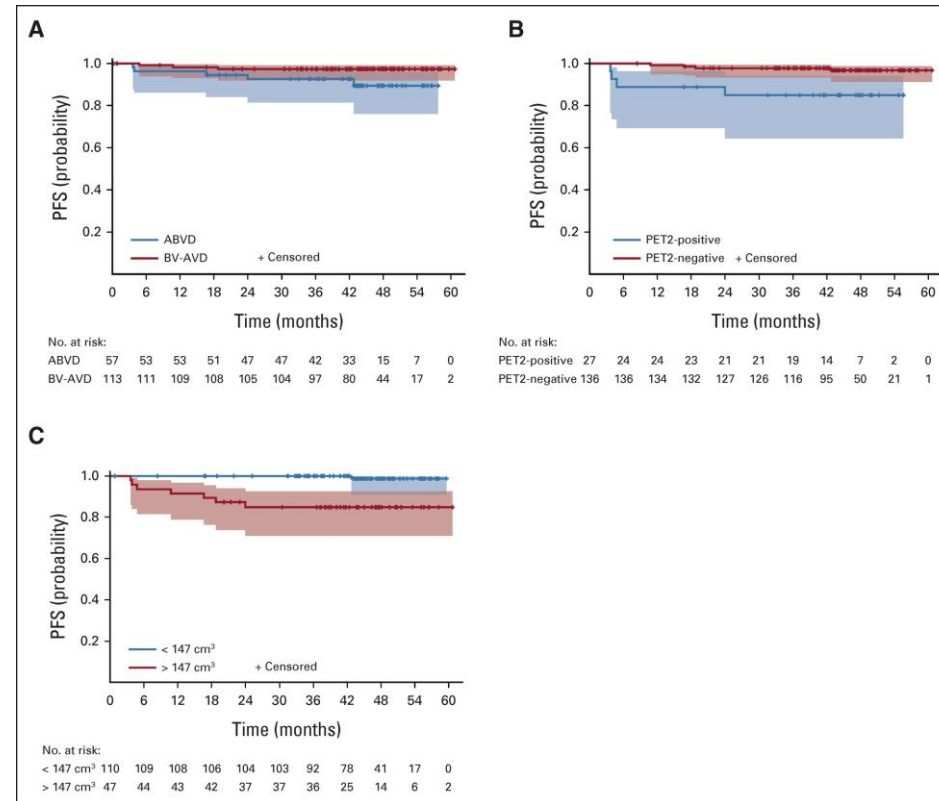 A
PFS (probability)
1.0
0.8
0.6
0.4
0.2
ABVD
BV-AVD + Censored
0 6 12 18 24 30 36 42 48 54 60
Time (months)
No. at risk:
ABVD 57 53 53 51 47 47 42 33 15 7 0
BV-AVD 113 111 109 108 105 104 97 80 44 17 2
B
PFS (probability)
1.0
0.8
0.6
0.4
0.2
PET2-positive
PET2-negative + Censored
0 6 12 18 24 30 36 42 48 54 60
Time (months)
No. at risk:
PET2-positive 27 24 24 23 21 21 19 14 7 2 0
PET2-negative 136 136 134 132 127 126 116 95 50 21 1
C
PFS (probability)
1.0
0.8
0.6
0.4
0.2
< 147 cm³
> 147 cm³ + Censored
0 6 12 18 24 30 36 42 48 54 60
Time (months)
No. at risk:
< 147 cm³ 110 109 108 106 104 103 92 78 41 17 0
> 147 cm³ 47 44 43 42 37 37 36 25 14 6 2